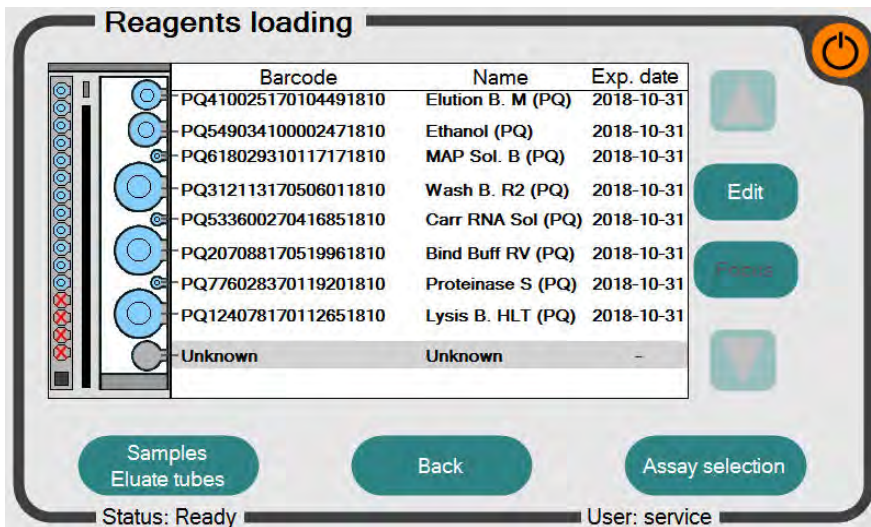 Reagents loading
Barcode Name Exp. date
PQ410025170104491810 Elution B. M (PQ) 2018-10-31
PQ549034100002471810 Ethanol (PQ) 2018-10-31
PQ618029310117171810 MAP Sol. B (PQ) 2018-10-31
PQ312113170506011810 Wash B. R2 (PQ) 2018-10-31
Edit
PQ533600270416851810 Carr RNA Sol (PQ) 2018-10-31
PQ207088170519961810 Bind Buff RV (PQ) 2018-10-31
PQ776028370119201810 Proteinase S (PQ) 2018-10-31
PQ124078170112651810 Lysis B. HLT (PQ) 2018-10-31
Unknown Unknown -
Samples
Eluate tubes
Back
Assay selection
Status: Ready
User: service